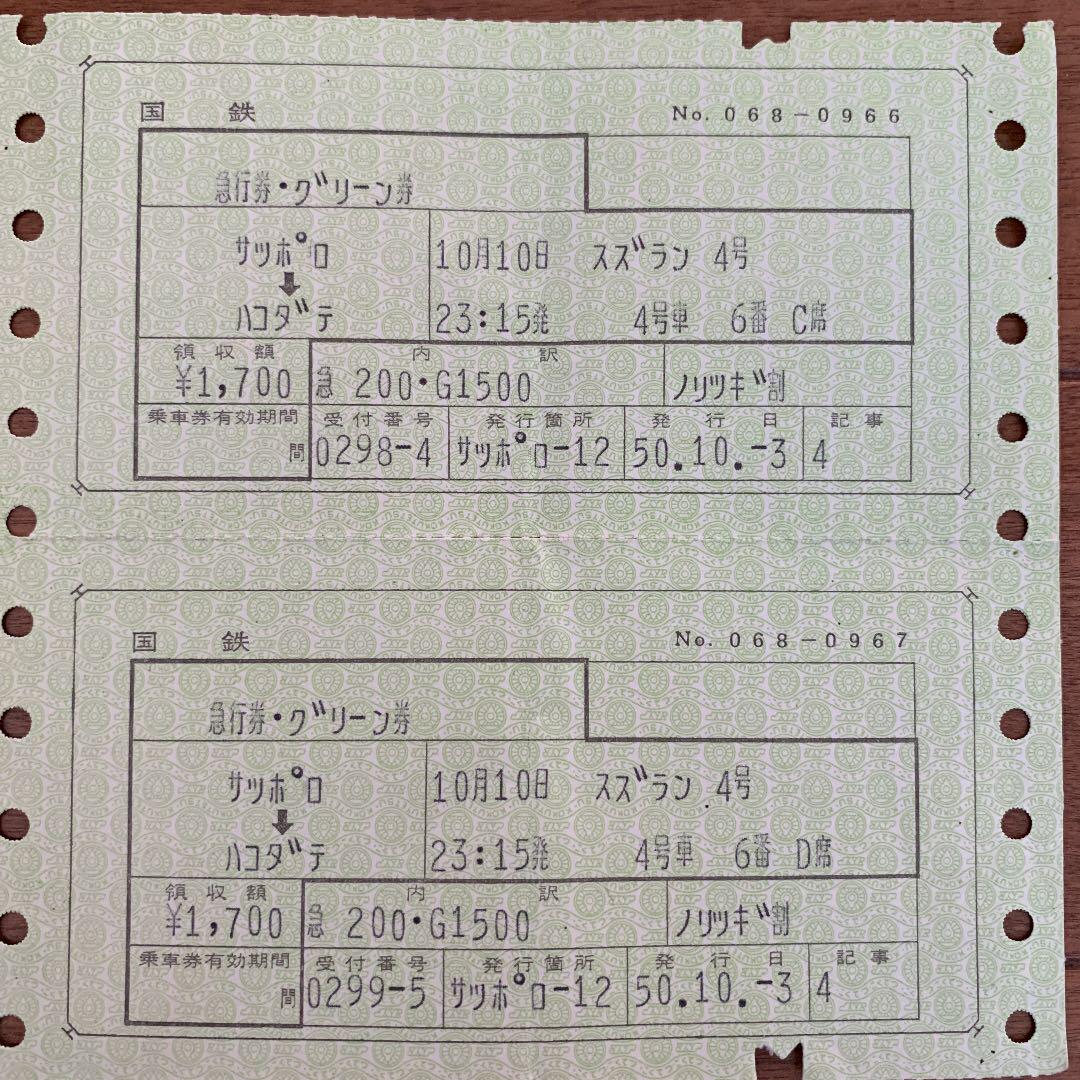 国 鉄 No. 068-0966
急行券・グリーン券
サツポロ 10月10日 スズラン 4号
⬇
ハコダテ 23:15発 4号車 6番 C席
領収額 内訳
¥1,700 急 200・G1500 ノリツギ割
乗車券有効期間 受付番号 発行箇所 発行日 記事
間 0298-4 サツポロ-12 50.10.-3 4
国 鉄 No. 068-0967
急行券・グリーン券
サツポロ 10月10日 スズラン 4号
⬇
ハコダテ 23:15発 4号車 6番 D席
領収額 内訳
¥1,700 急 200・G1500 ノリツギ割
乗車券有効期間 受付番号 発行箇所 発行日 記事
間 0299-5 サツポロ-12 50.10.-3 4